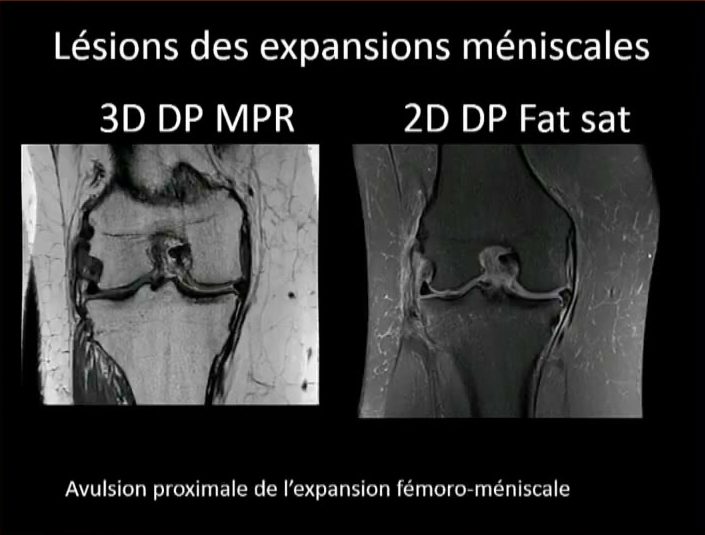 Lésions des expansions méniscales
3D DP MPR
2D DP Fat sat
Avulsion proximale de l'expansion fémoro-méniscale